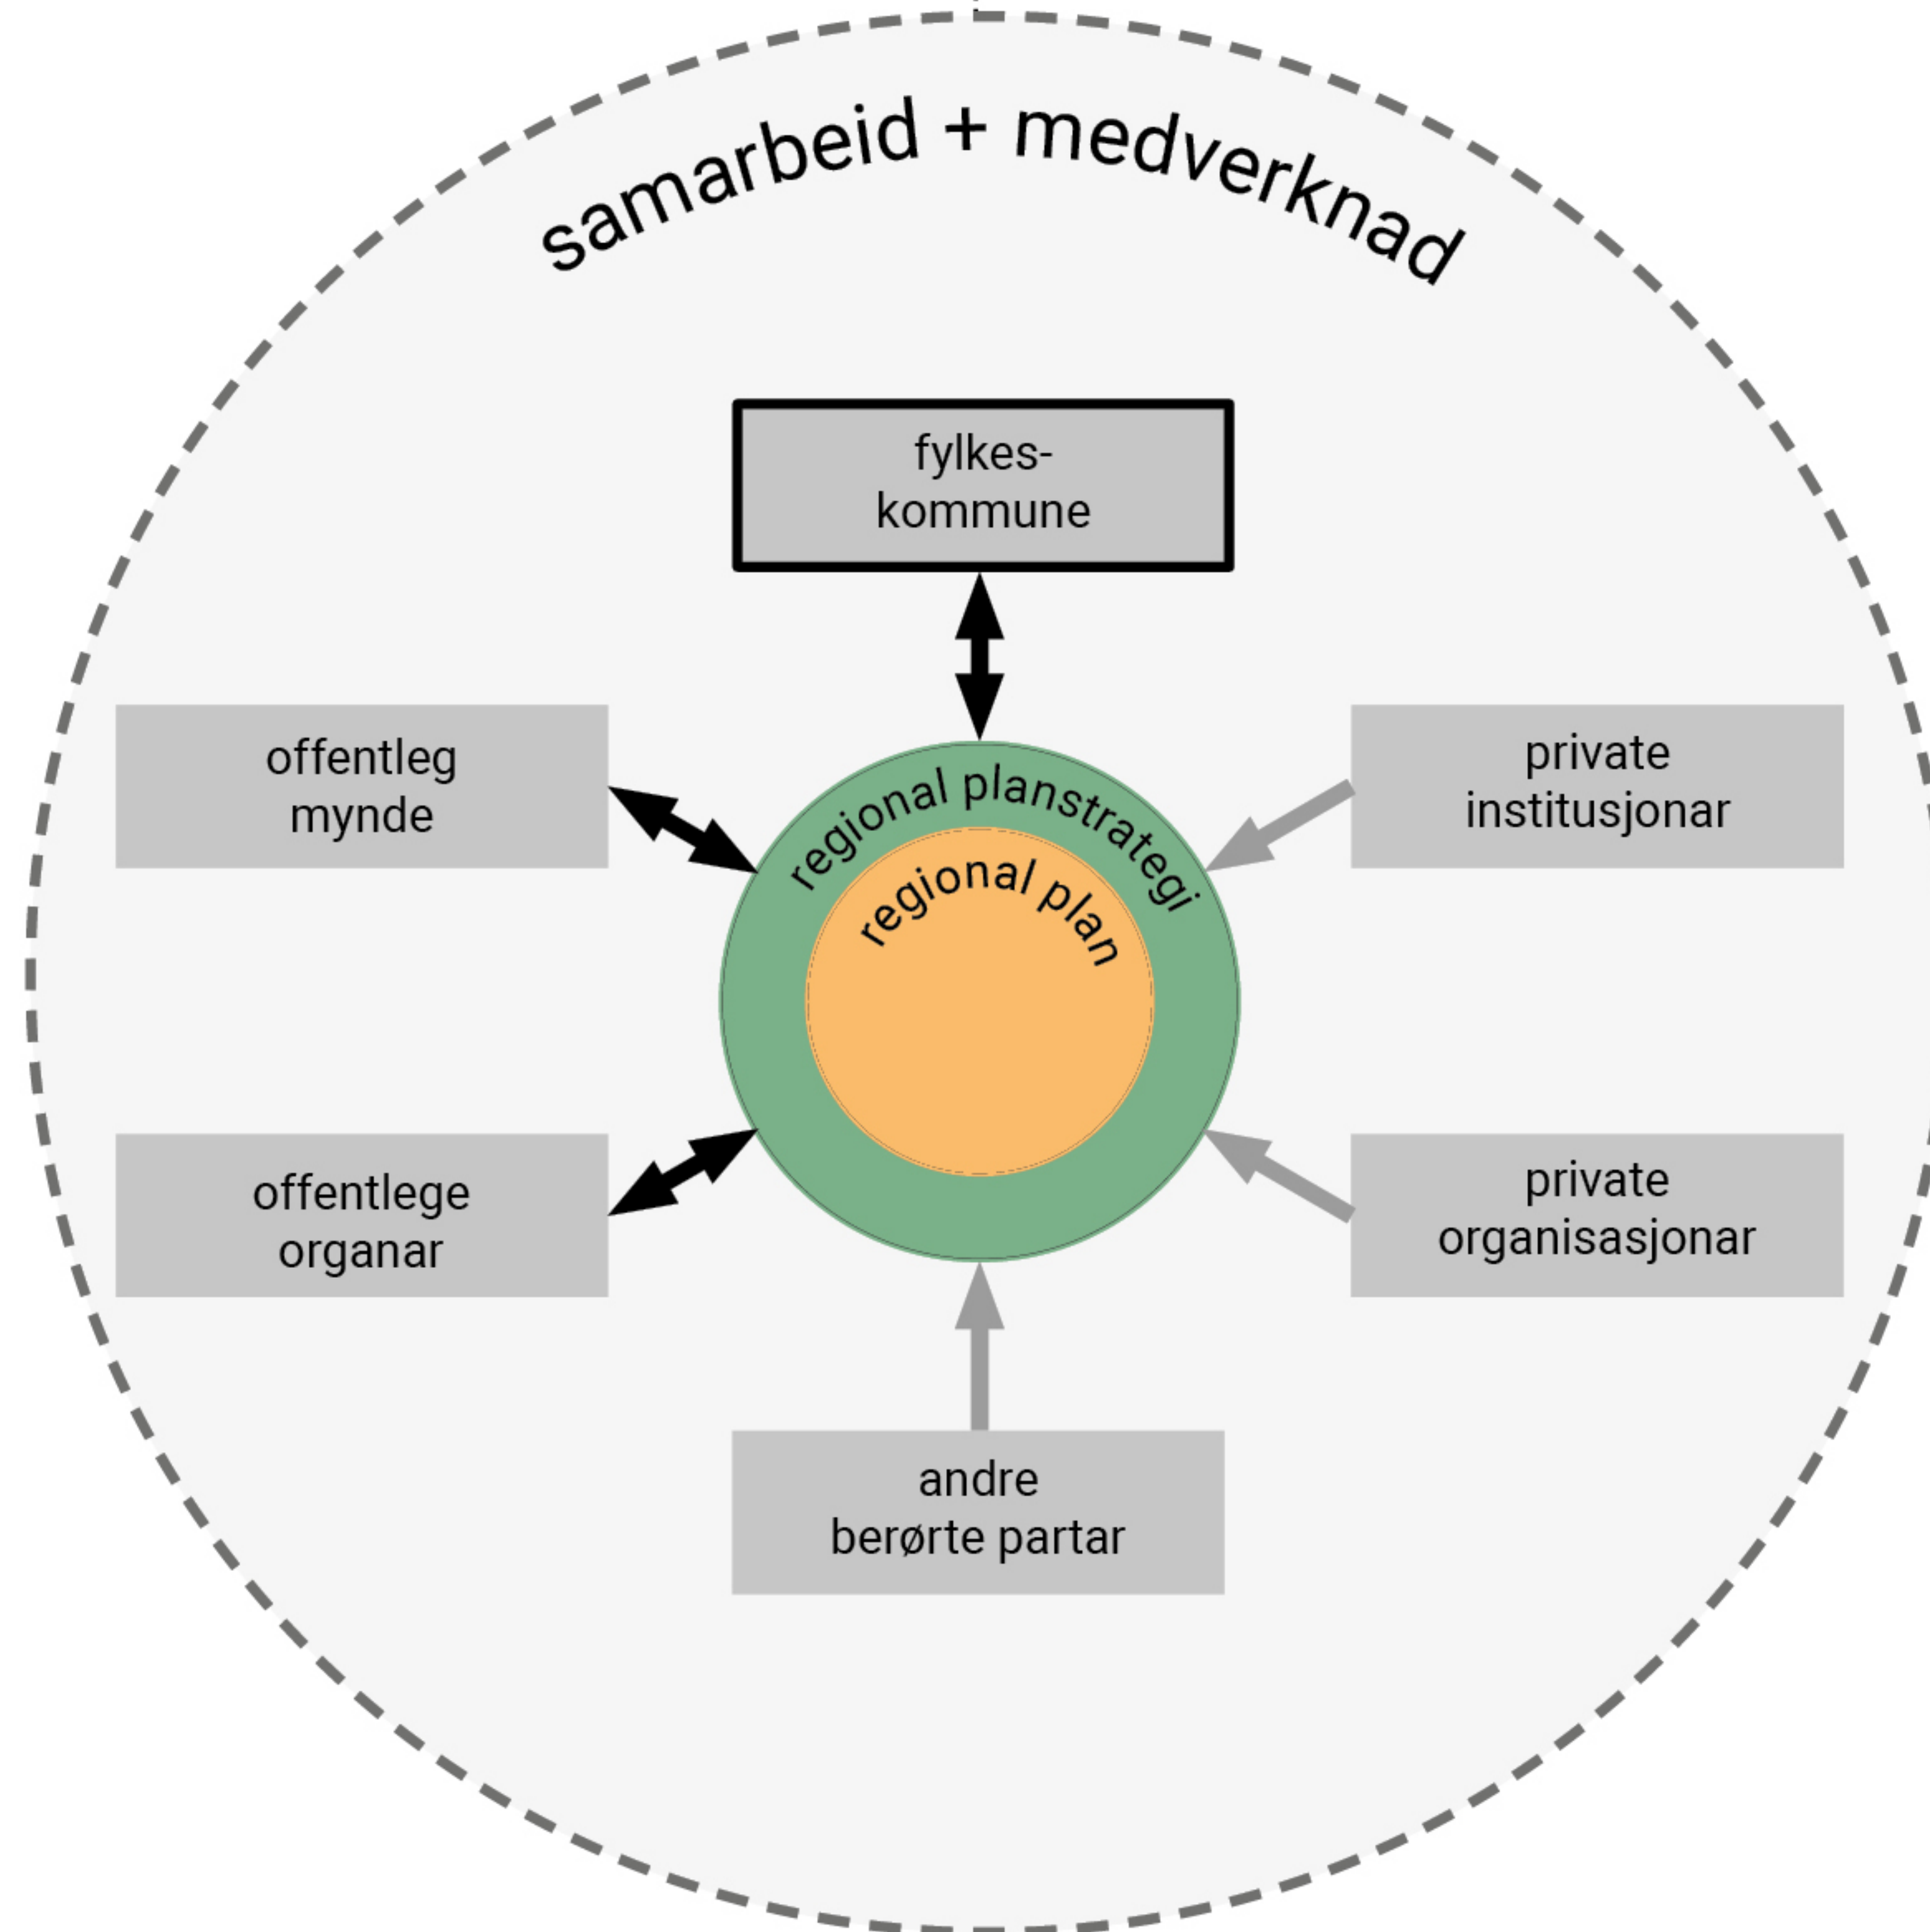 samarbeid + medverknad
fylkes-
kommune
offentleg
mynde
private
institusjonar
regional planstrategi
regional plan
offentlege
organar
private
organisasjonar
andre
berørte partar